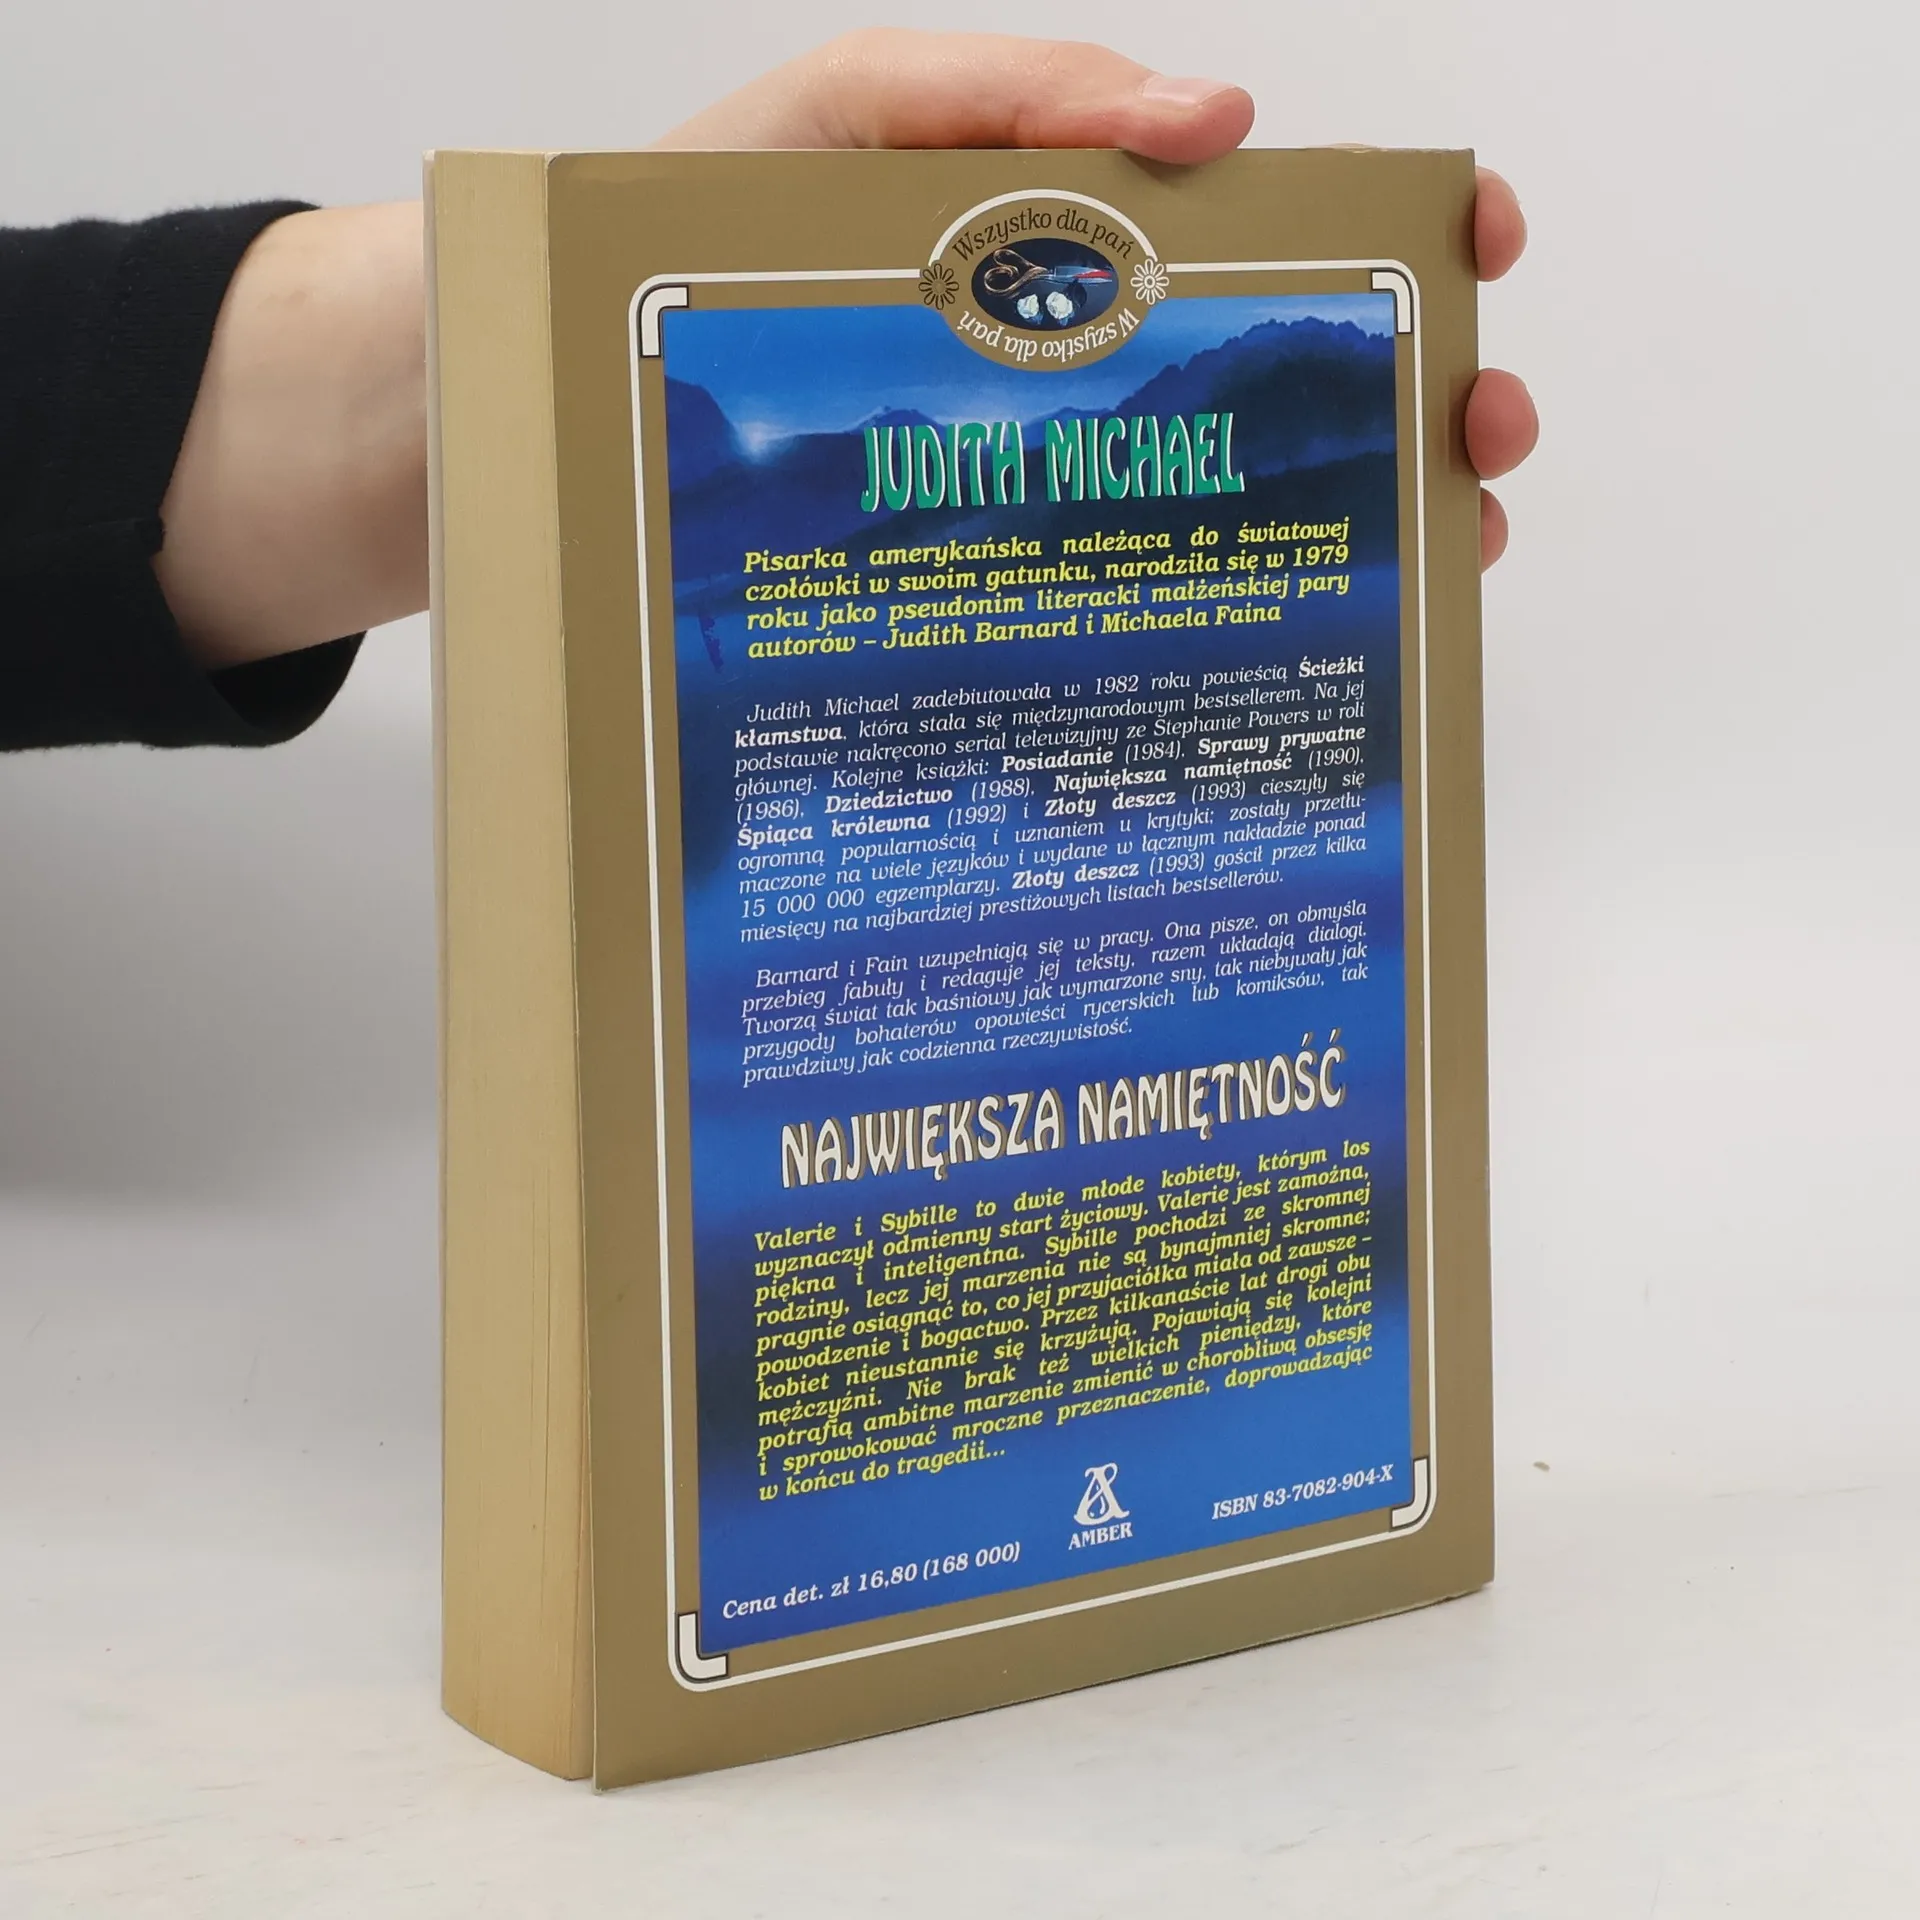 Wszystko dla pań
Wszystko dla pań
JUDITH MICHAEL
Pisarka amerykańska należąca do światowej
czołówki w swoim gatunku, narodziła się w 1979
roku jako pseudonim literacki małżeńskiej pary
autorów – Judith Barnard i Michaela Faina
Judith Michael zadebiutowała w 1982 roku powieścią Ścieżki
kłamstwa, która stała się międzynarodowym bestsellerem. Na jej
podstawie nakręcono serial telewizyjny ze Stephanie Powers w roli
głównej. Kolejne książki: Posiadanie (1984), Sprawy prywatne
(1986), Dziedzictwo (1988), Największa namiętność (1990),
Śpiąca królewna (1992) i Złoty deszcz (1993) cieszyły się
ogromną popularnością i uznaniem u krytyki; zostały przetłu-
maczone na wiele języków i wydane w łącznym nakładzie ponad
15 000 000 egzemplarzy. Złoty deszcz (1993) gościł przez kilka
miesięcy na najbardziej prestiżowych listach bestsellerów.
Barnard i Fain uzupełniają się w pracy. Ona pisze, on obmyśla
przebieg fabuły i redaguje jej teksty, razem układają dialogi.
Tworzą świat tak baśniowy jak wymarzone sny, tak niebywały jak
przygody bohaterów opowieści rycerskich lub komiksów, tak
prawdziwy jak codzienna rzeczywistość.
NAJWIĘKSZA NAMIĘTNOŚĆ
Valerie i Sybille to dwie młode kobiety, którym los
wyznaczył odmienny start życiowy. Valerie jest zamożna,
piękna i inteligentna. Sybille pochodzi ze skromnej
rodziny, lecz jej marzenia nie są bynajmniej skromne;
pragnie osiągnąć to, co jej przyjaciółka miała od zawsze –
powodzenie i bogactwo. Przez kilkanaście lat drogi obu
kobiet nieustannie się krzyżują. Pojawiają się kolejni
mężczyźni. Nie brak też wielkich pieniędzy, które
potrafią ambitne marzenie zmienić w chorobliwą obsesję
i sprowokować mroczne przeznaczenie, doprowadzając
w końcu do tragedii...
AMBER
ISBN 83-7082-904-X
Cena det. zł 16,80 (168 000)